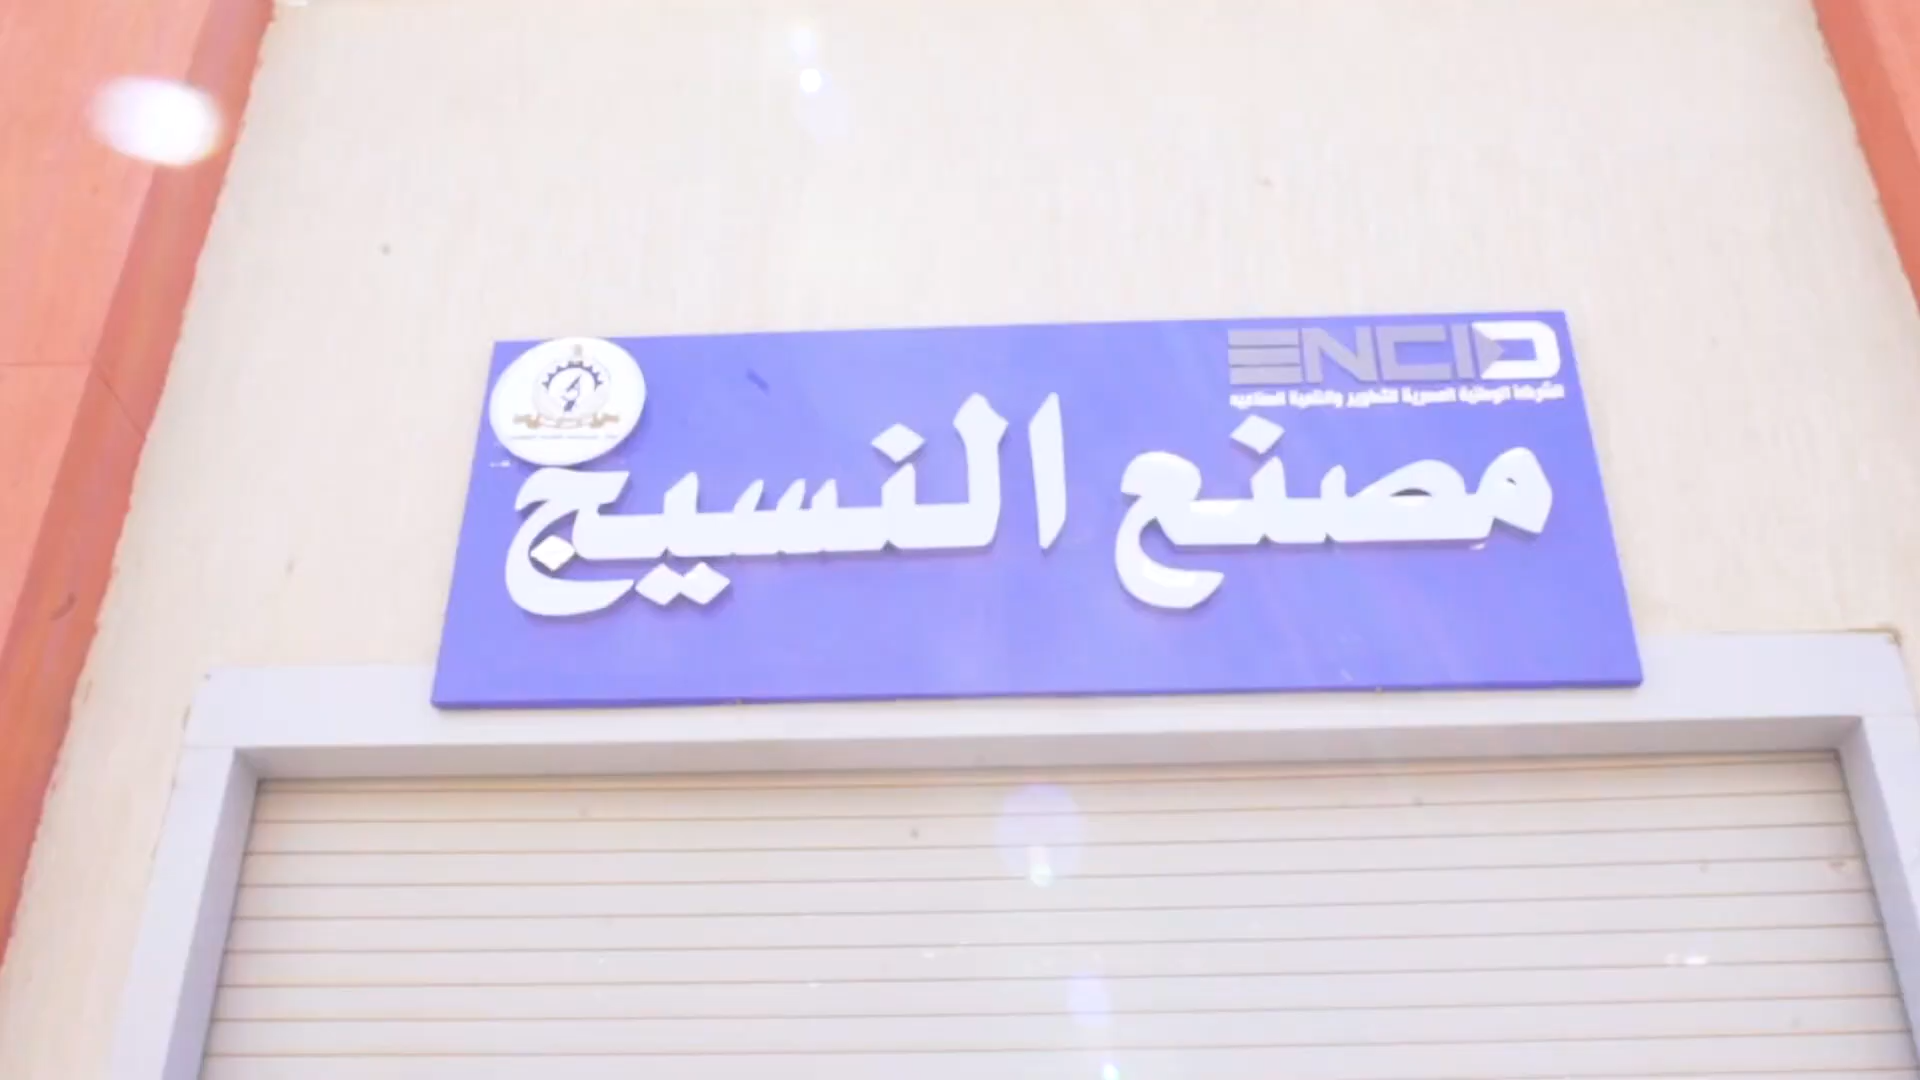 ENCID
الشركة الوطنية المصرية للتطوير والتنمية الصناعية
مصنع النسيج